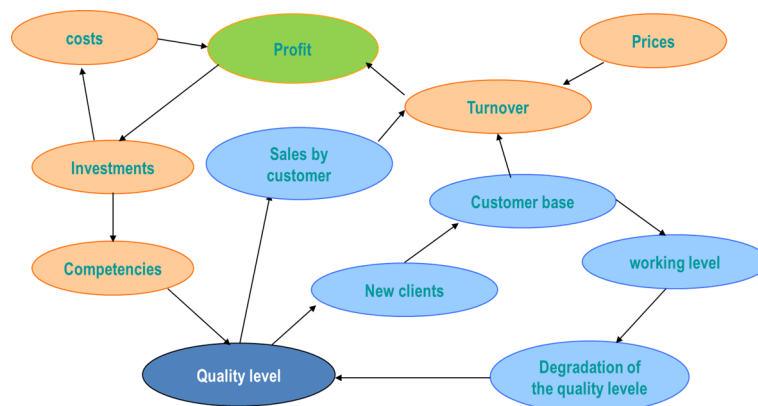 costs
Profit
Prices
Turnover
Sales by
customer
Investments
Customer base
Competencies
working level
New clients
Quality level
Degradation of
the quality levele